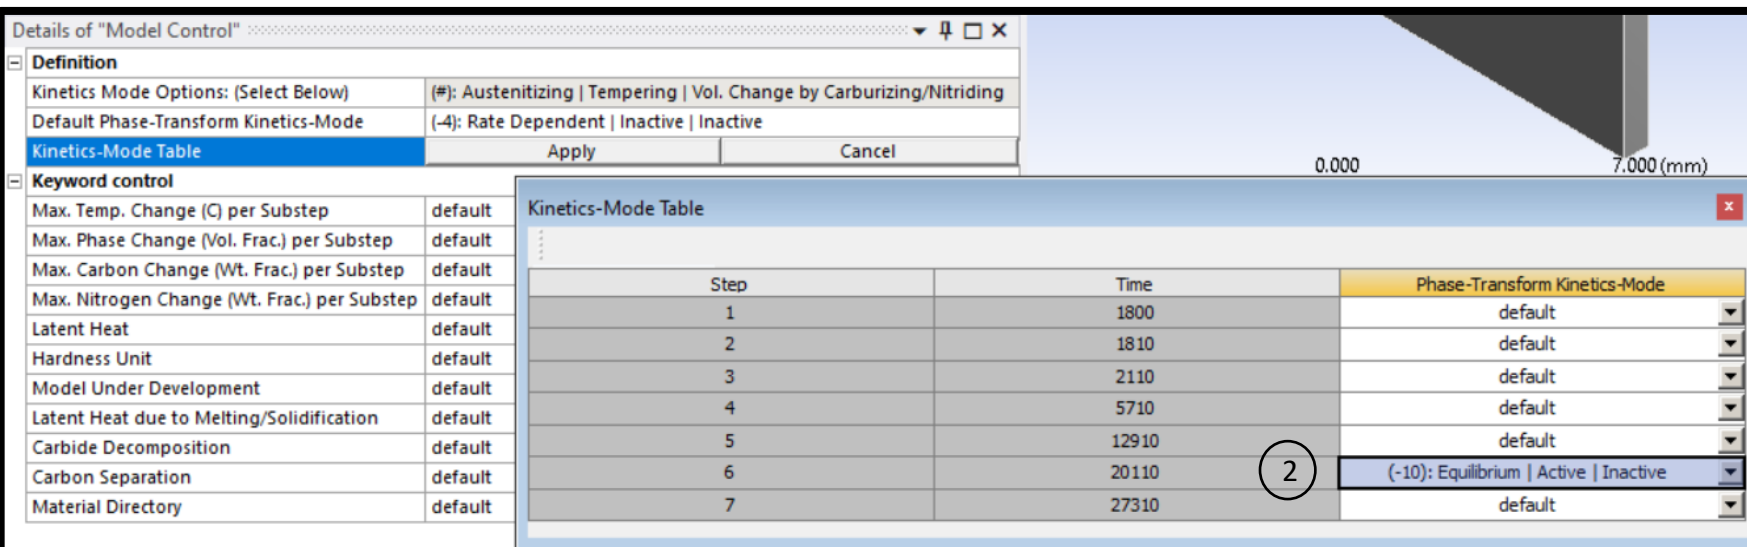 Details of "Model Control"
Definition
Kinetics Mode Options: (Select Below) (#): Austenitizing | Tempering | Vol. Change by Carburizing/Nitriding
Default Phase-Transform Kinetics-Mode (-4): Rate Dependent | Inactive | Inactive
Kinetics-Mode Table Apply Cancel
Keyword control
Max. Temp. Change (C) per Substep default
Max. Phase Change (Vol. Frac.) per Substep default
Max. Carbon Change (Wt. Frac.) per Substep default
Max. Nitrogen Change (Wt. Frac.) per Substep default
Latent Heat default
Hardness Unit default
Model Under Development default
Latent Heat due to Melting/Solidification default
Carbide Decomposition default
Carbon Separation default
Material Directory default
0.000 7.000 (mm)
Kinetics-Mode Table
Step Time Phase-Transform Kinetics-Mode
1 1800 default
2 1810 default
3 2110 default
4 5710 default
5 12910 default
6 20110 2 (-10): Equilibrium | Active | Inactive
7 27310 default